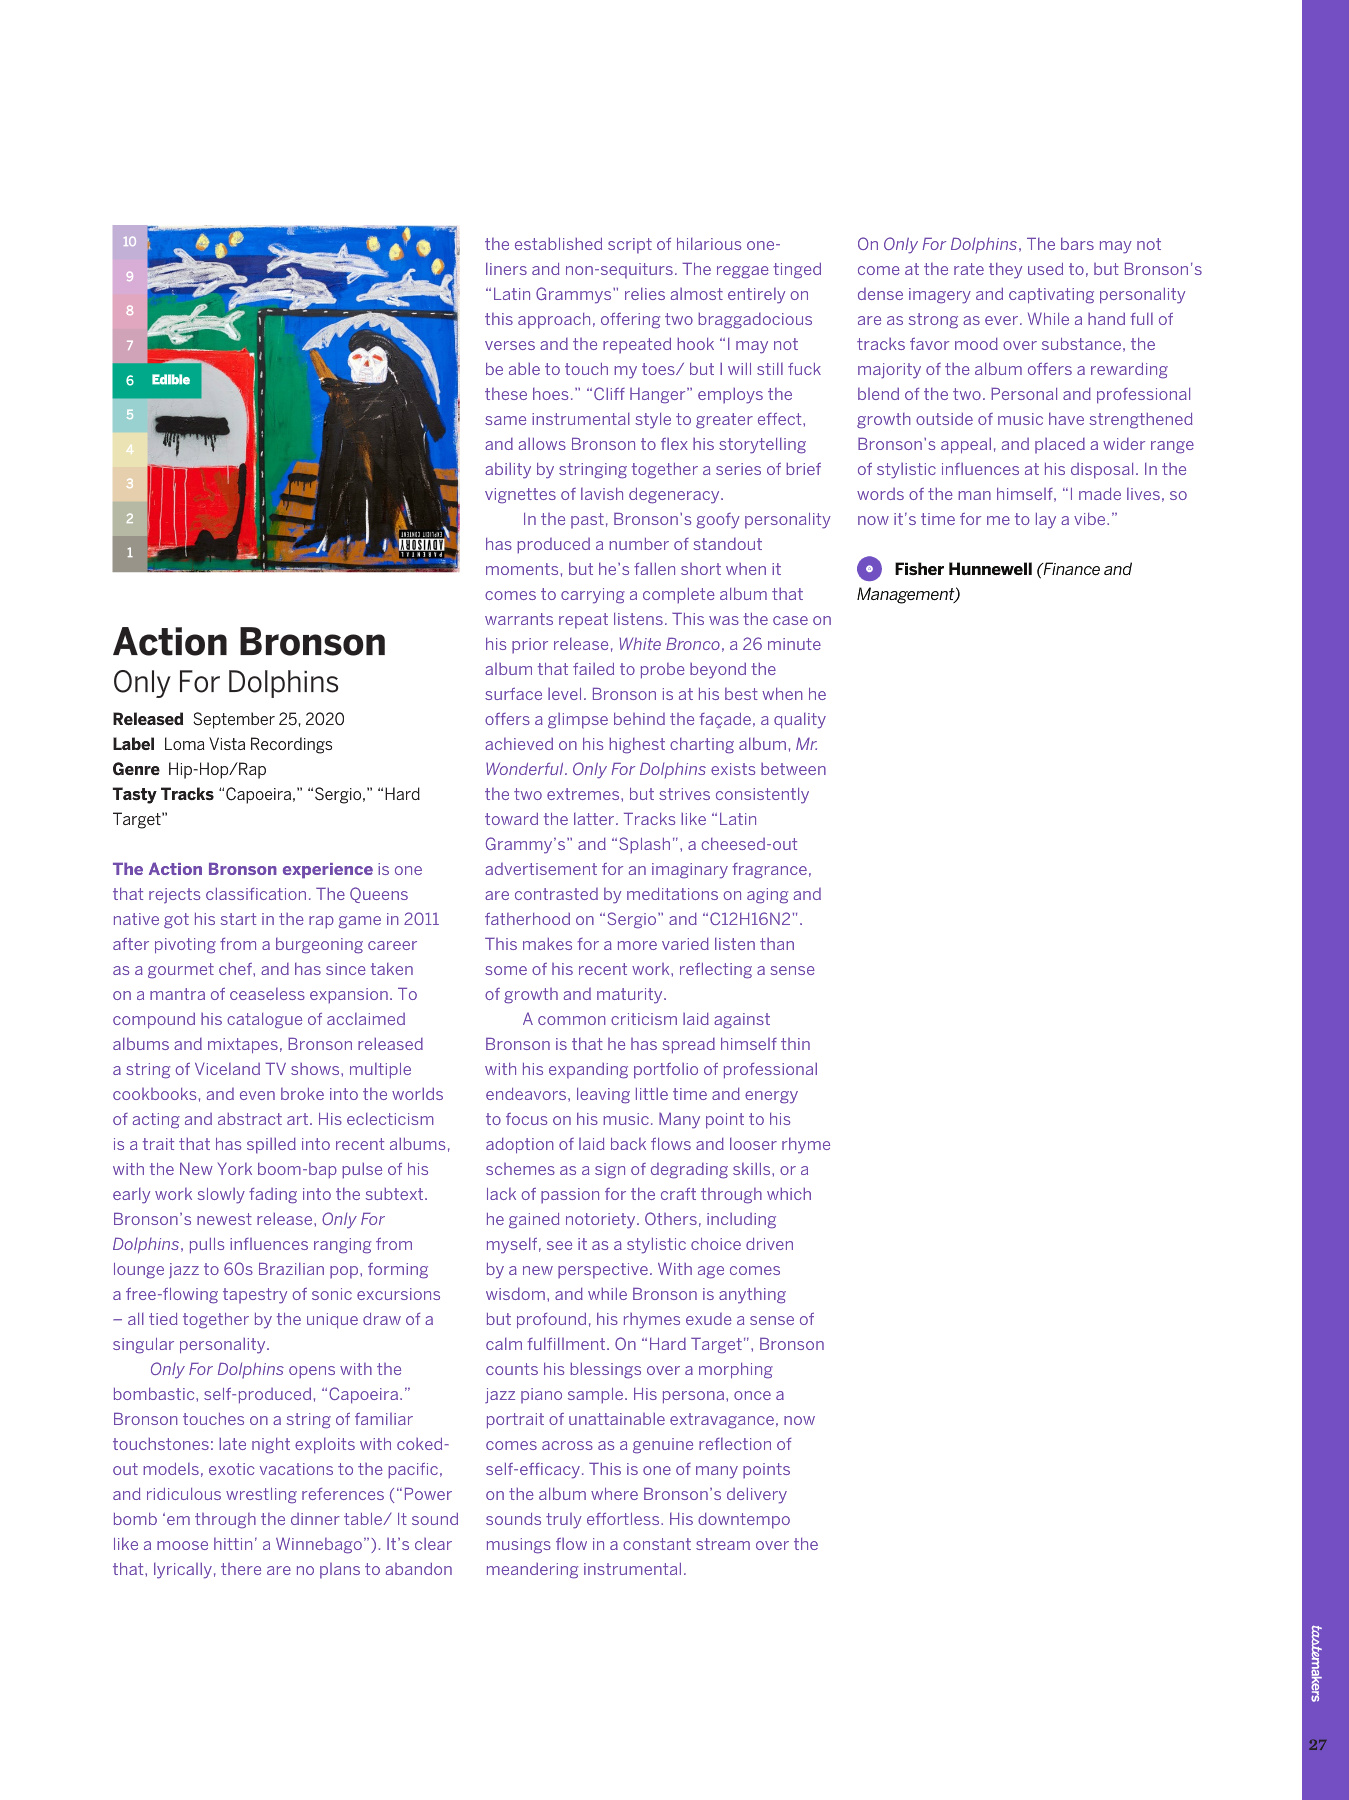 10
9
8
7
6 Edible
5
4
3
2
1
PARENTAL
ADVISORY
EXPLICIT CONTENT
Action Bronson
Only For Dolphins
Released September 25, 2020
Label Loma Vista Recordings
Genre Hip-Hop/Rap
Tasty Tracks “Capoeira,” “Sergio,” “Hard
Target”
The Action Bronson experience is one
that rejects classification. The Queens
native got his start in the rap game in 2011
after pivoting from a burgeoning career
as a gourmet chef, and has since taken
on a mantra of ceaseless expansion. To
compound his catalogue of acclaimed
albums and mixtapes, Bronson released
a string of Viceland TV shows, multiple
cookbooks, and even broke into the worlds
of acting and abstract art. His eclecticism
is a trait that has spilled into recent albums,
with the New York boom-bap pulse of his
early work slowly fading into the subtext.
Bronson’s newest release, Only For
Dolphins, pulls influences ranging from
lounge jazz to 60s Brazilian pop, forming
a free-flowing tapestry of sonic excursions
– all tied together by the unique draw of a
singular personality.
Only For Dolphins opens with the
bombastic, self-produced, “Capoeira.”
Bronson touches on a string of familiar
touchstones: late night exploits with coked-
out models, exotic vacations to the pacific,
and ridiculous wrestling references (“Power
bomb ‘em through the dinner table/ It sound
like a moose hittin’ a Winnebago”). It’s clear
that, lyrically, there are no plans to abandon
the established script of hilarious one-
liners and non-sequiturs. The reggae tinged
“Latin Grammys” relies almost entirely on
this approach, offering two braggadocious
verses and the repeated hook “I may not
be able to touch my toes/ but I will still fuck
these hoes.” “Cliff Hanger” employs the
same instrumental style to greater effect,
and allows Bronson to flex his storytelling
ability by stringing together a series of brief
vignettes of lavish degeneracy.
In the past, Bronson’s goofy personality
has produced a number of standout
moments, but he’s fallen short when it
comes to carrying a complete album that
warrants repeat listens. This was the case on
his prior release, White Bronco, a 26 minute
album that failed to probe beyond the
surface level. Bronson is at his best when he
offers a glimpse behind the façade, a quality
achieved on his highest charting album, Mr.
Wonderful. Only For Dolphins exists between
the two extremes, but strives consistently
toward the latter. Tracks like “Latin
Grammy’s” and “Splash”, a cheesed-out
advertisement for an imaginary fragrance,
are contrasted by meditations on aging and
fatherhood on “Sergio” and “C12H16N2”.
This makes for a more varied listen than
some of his recent work, reflecting a sense
of growth and maturity.
A common criticism laid against
Bronson is that he has spread himself thin
with his expanding portfolio of professional
endeavors, leaving little time and energy
to focus on his music. Many point to his
adoption of laid back flows and looser rhyme
schemes as a sign of degrading skills, or a
lack of passion for the craft through which
he gained notoriety. Others, including
myself, see it as a stylistic choice driven
by a new perspective. With age comes
wisdom, and while Bronson is anything
but profound, his rhymes exude a sense of
calm fulfillment. On “Hard Target”, Bronson
counts his blessings over a morphing
jazz piano sample. His persona, once a
portrait of unattainable extravagance, now
comes across as a genuine reflection of
self-efficacy. This is one of many points
on the album where Bronson’s delivery
sounds truly effortless. His downtempo
musings flow in a constant stream over the
meandering instrumental.
On Only For Dolphins, The bars may not
come at the rate they used to, but Bronson’s
dense imagery and captivating personality
are as strong as ever. While a hand full of
tracks favor mood over substance, the
majority of the album offers a rewarding
blend of the two. Personal and professional
growth outside of music have strengthened
Bronson’s appeal, and placed a wider range
of stylistic influences at his disposal. In the
words of the man himself, “I made lives, so
now it’s time for me to lay a vibe.”
Fisher Hunnewell (Finance and
Management)
tastemakers
27